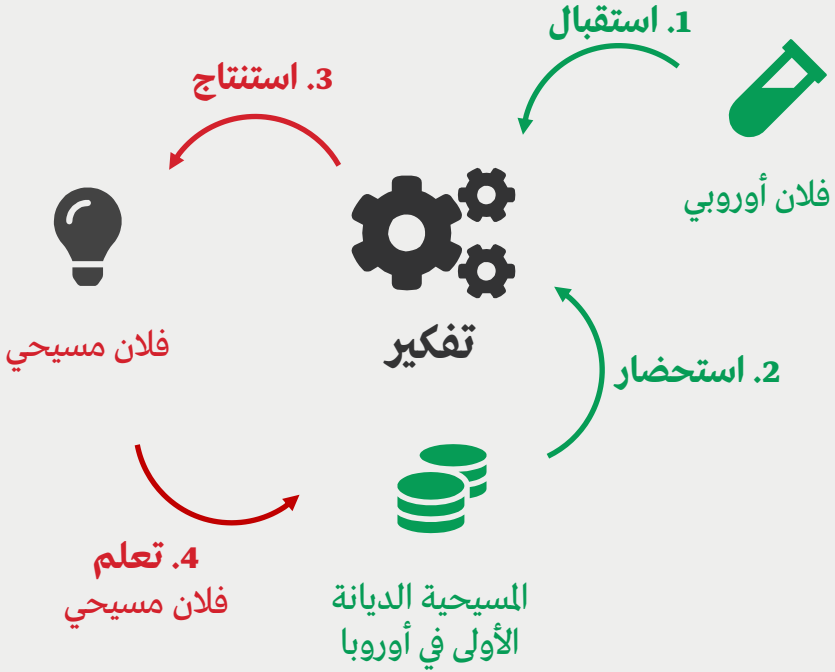 1. استقبال
فلان أوروبي
2. استحضار
المسيحية الديانة
الأولى في أوروبا
تفكير
3. استنتاج
فلان مسيحي
4. تعلم
فلان مسيحي